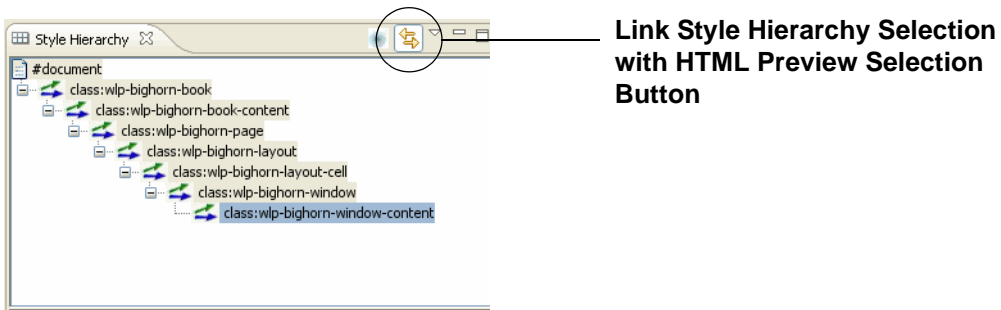 Style Hierarchy
Link Style Hierarchy Selection
with HTML Preview Selection
Button
#document
class:wlp-bighorn-book
class:wlp-bighorn-book-content
class:wlp-bighorn-page
class:wlp-bighorn-layout
class:wlp-bighorn-layout-cell
class:wlp-bighorn-window
class:wlp-bighorn-window-content